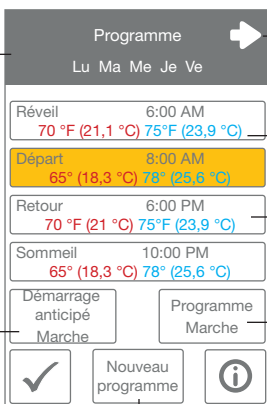 Programme
Lu Ma Me Je Ve
Réveil 6:00 AM
70 °F (21,1 °C) 75°F (23,9 °C)
Départ 8:00 AM
65° (18,3 °C) 78° (25,6 °C)
Retour 6:00 PM
70 °F (21 °C) 75°F (23,9 °C)
Sommeil 10:00 PM
65° (18,3 °C) 78° (25,6 °C)
Démarrage
anticipé
Marche
Programme
Marche
Nouveau
programme